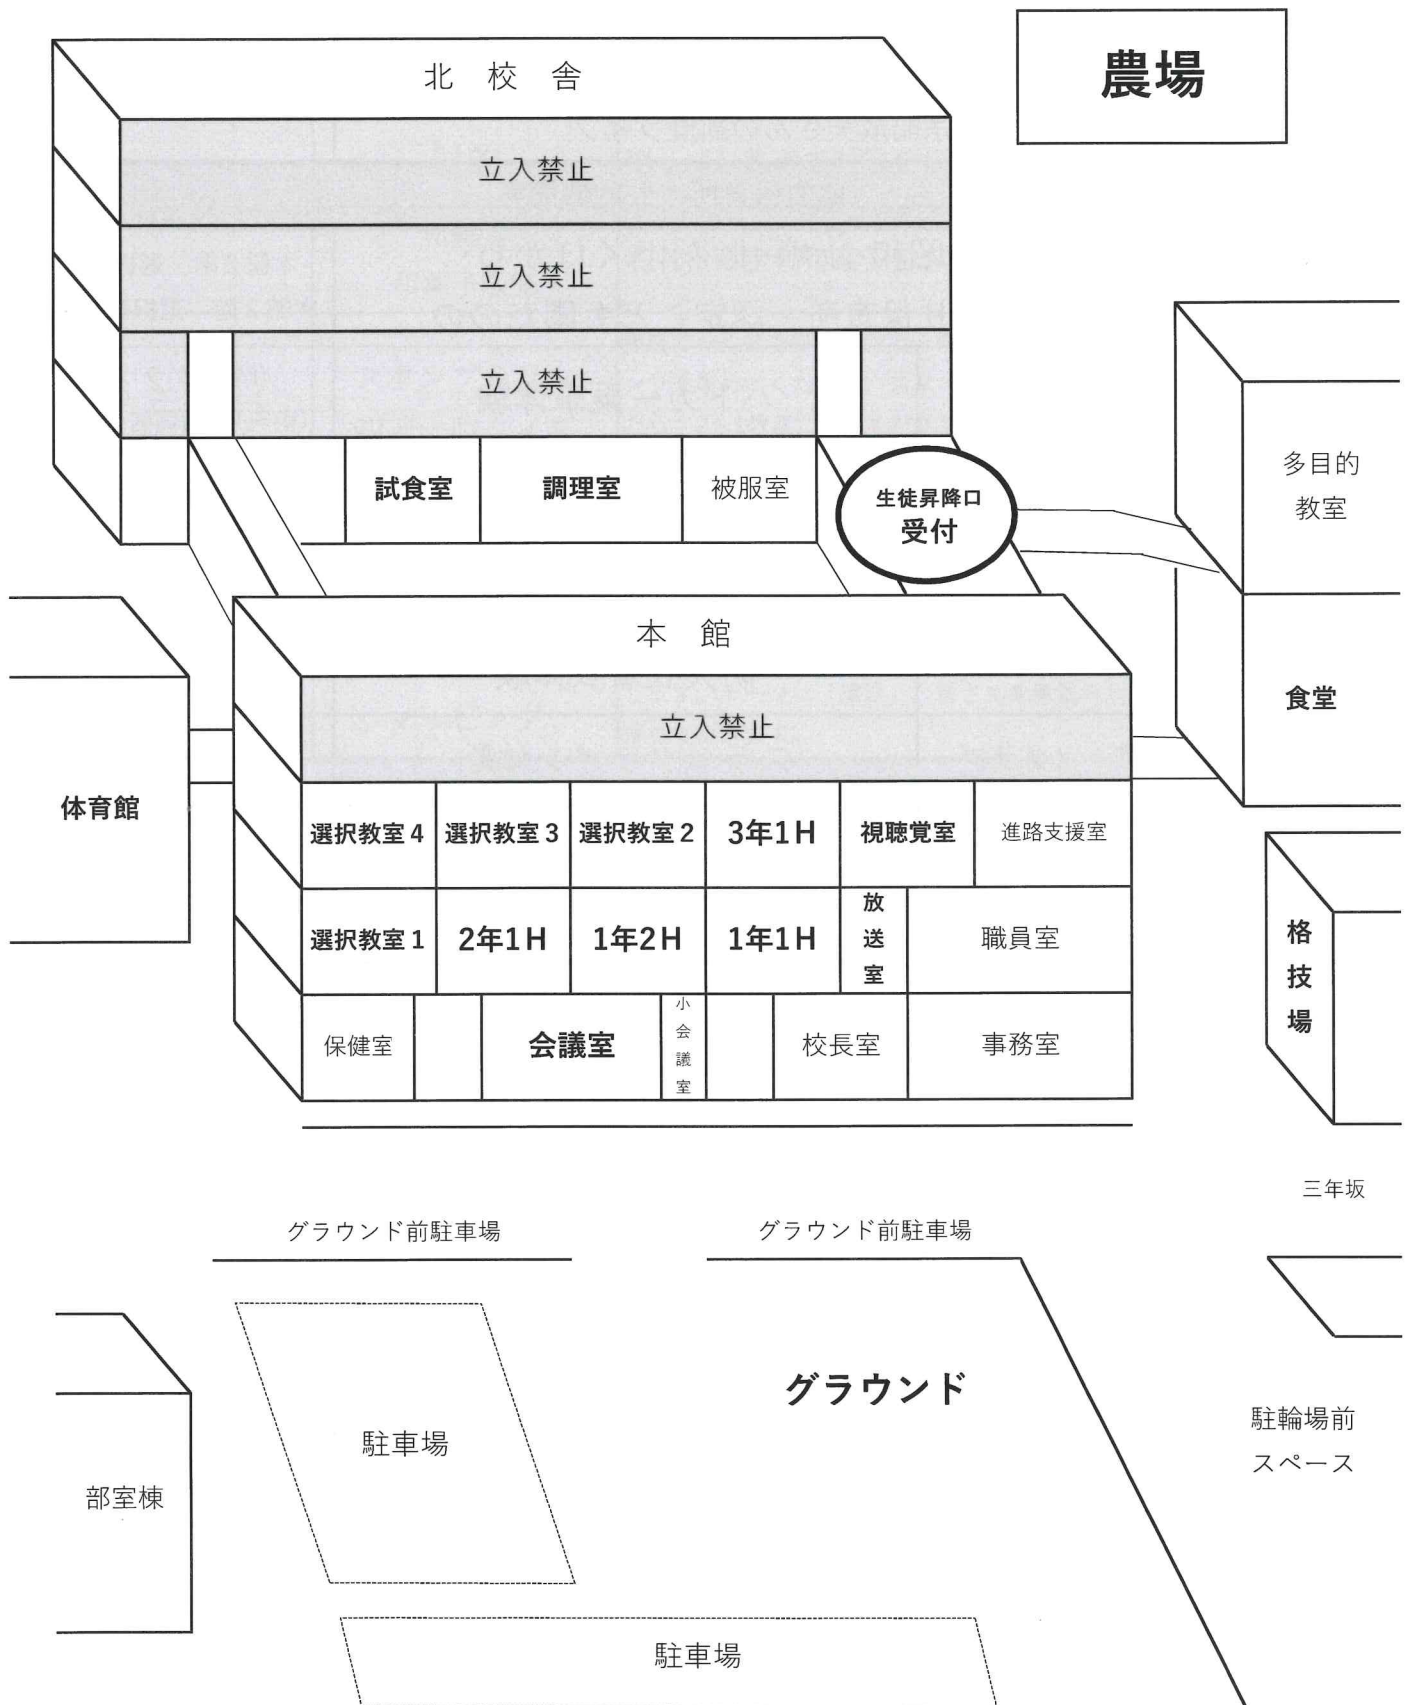 農場
北 校 舎
立入禁止
立入禁止
立入禁止
試食室
調理室
被服室
生徒昇降口
受付
多目的
教室
食堂
本 館
立入禁止
体育館
選択教室4
選択教室3
選択教室2
3年1H
視聴覚室
進路支援室
選択教室1
2年1H
1年2H
1年1H
放送室
職員室
保健室
会議室
小会議室
校長室
事務室
格技場
三年坂
グラウンド前駐車場
グラウンド前駐車場
グラウンド
駐車場
部室棟
駐輪場前
スペース
駐車場